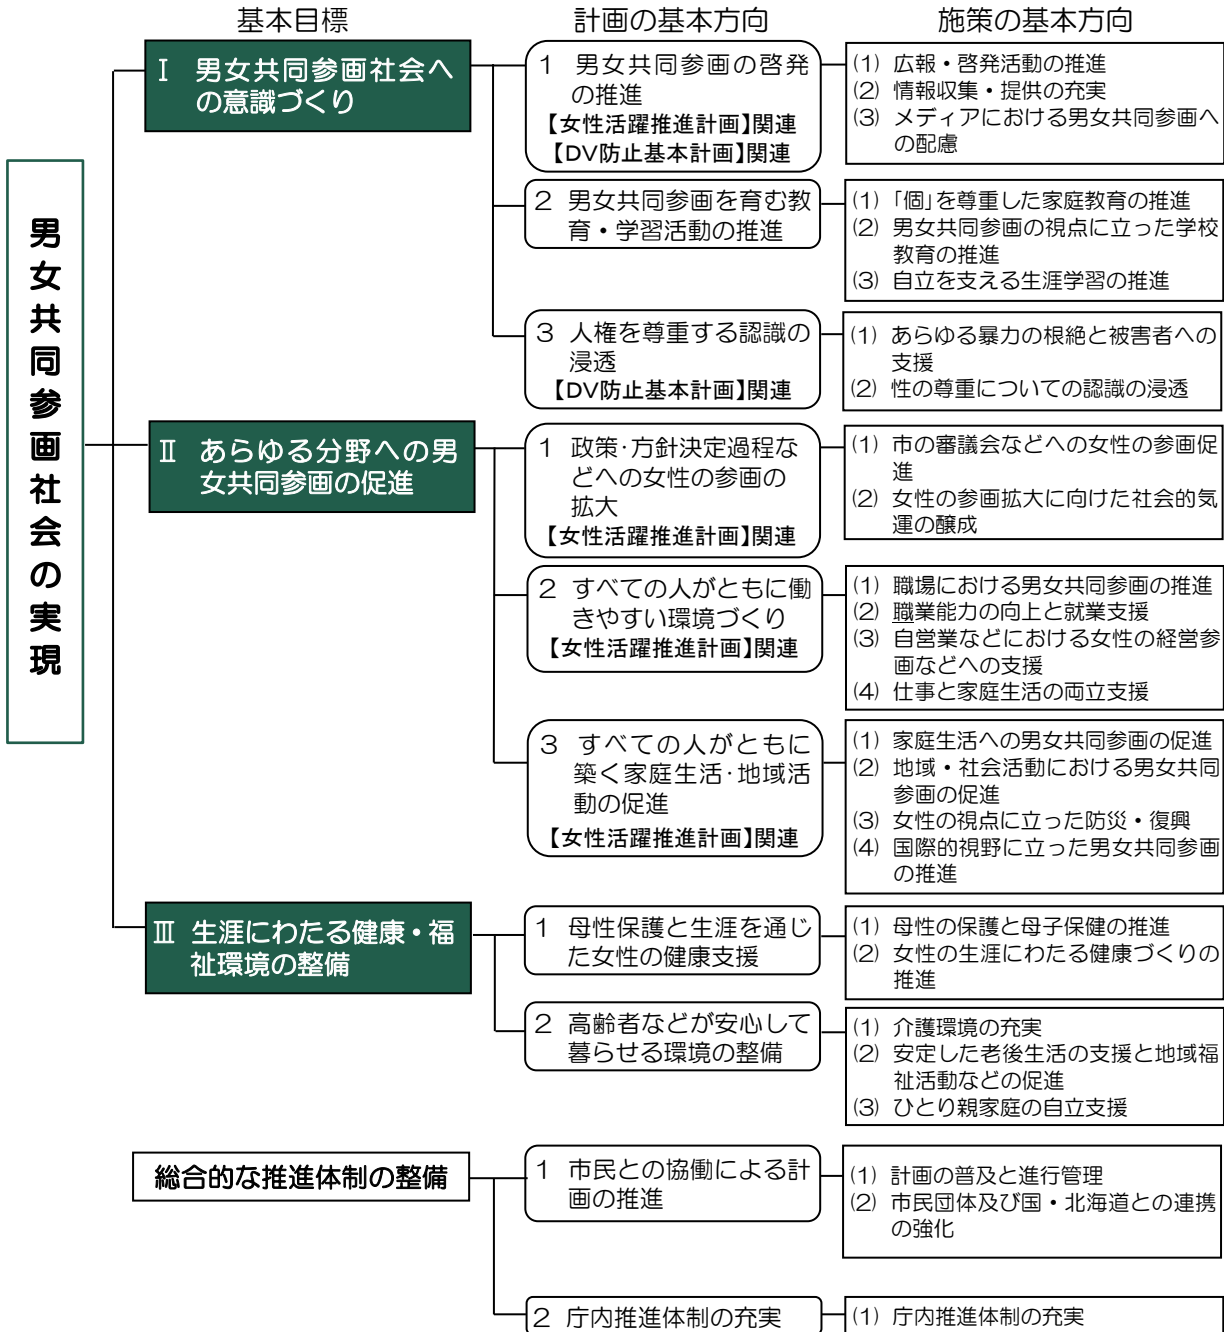 基本目標
計画の基本方向
施策の基本方向
男女共同参画社会の実現
Ⅰ 男女共同参画社会へ
の意識づくり
1 男女共同参画の啓発
の推進
【女性活躍推進計画】関連
【DV防止基本計画】関連
(1) 広報・啓発活動の推進
(2) 情報収集・提供の充実
(3) メディアにおける男女共同参画へ
の配慮
2 男女共同参画を育む教
育・学習活動の推進
(1) 「個」を尊重した家庭教育の推進
(2) 男女共同参画の視点に立った学校
教育の推進
(3) 自立を支える生涯学習の推進
3 人権を尊重する認識の
浸透
【DV防止基本計画】関連
(1) あらゆる暴力の根絶と被害者への
支援
(2) 性の尊重についての認識の浸透
Ⅱ あらゆる分野への男
女共同参画の促進
1 政策・方針決定過程な
どへの女性の参画の
拡大
【女性活躍推進計画】関連
(1) 市の審議会などへの女性の参画促
進
(2) 女性の参画拡大に向けた社会的気
運の醸成
2 すべての人がともに働
きやすい環境づくり
【女性活躍推進計画】関連
(1) 職場における男女共同参画の推進
(2) 職業能力の向上と就業支援
(3) 自営業などにおける女性の経営参
画などへの支援
(4) 仕事と家庭生活の両立支援
3 すべての人がともに
築く家庭生活・地域活
動の促進
【女性活躍推進計画】関連
(1) 家庭生活への男女共同参画の促進
(2) 地域・社会活動における男女共同
参画の促進
(3) 女性の視点に立った防災・復興
(4) 国際的視野に立った男女共同参画
の推進
Ⅲ 生涯にわたる健康・福
祉環境の整備
1 母性保護と生涯を通じ
た女性の健康支援
(1) 母性の保護と母子保健の推進
(2) 女性の生涯にわたる健康づくりの
推進
2 高齢者などが安心して
暮らせる環境の整備
(1) 介護環境の充実
(2) 安定した老後生活の支援と地域福
祉活動などの促進
(3) ひとり親家庭の自立支援
総合的な推進体制の整備
1 市民との協働による計
画の推進
(1) 計画の普及と進行管理
(2) 市民団体及び国・北海道との連携
の強化
2 庁内推進体制の充実
(1) 庁内推進体制の充実